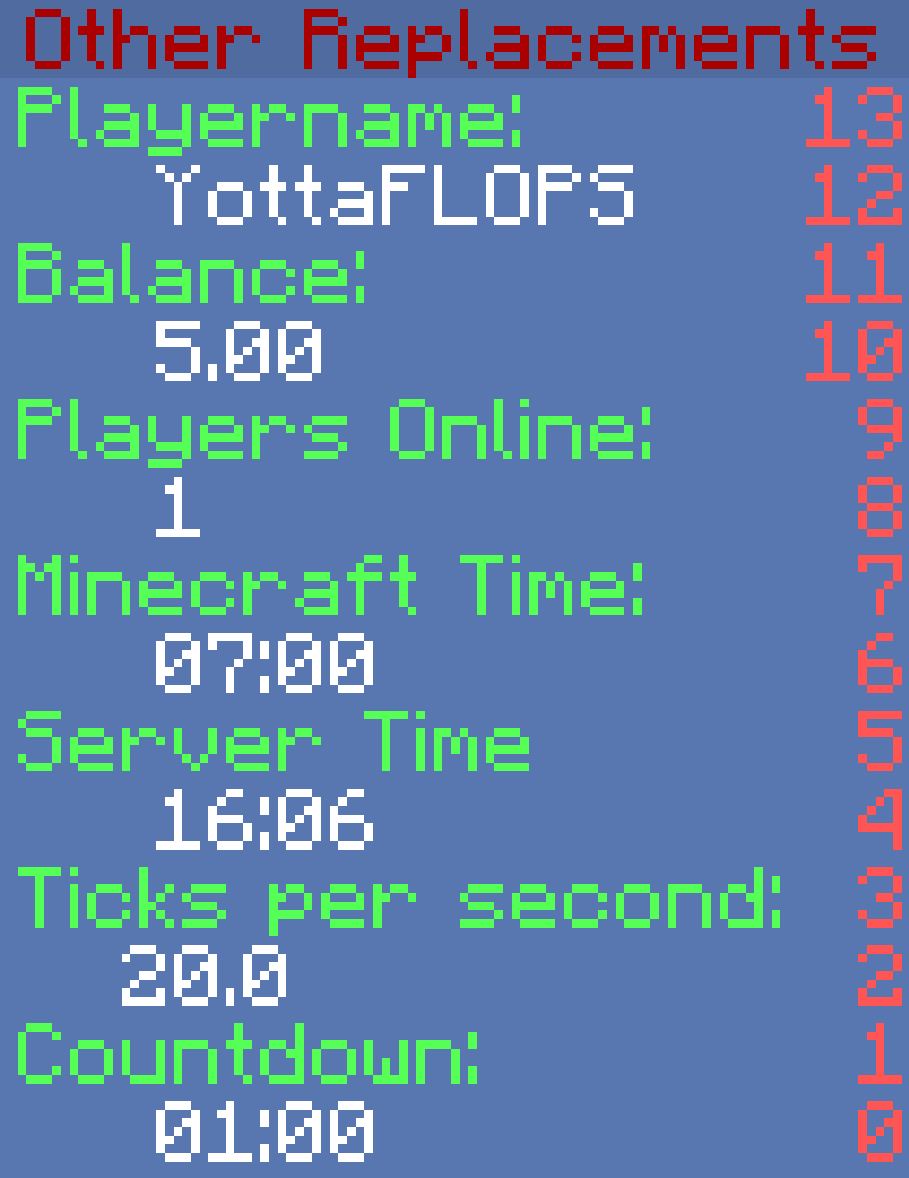 Other Replacements
Playername: 13
YottaFLOPS 12
Balance: 11
5.00 10
Players Online: 9
1 8
Minecraft Time: 7
07:00 6
Server Time 5
16:06 4
Ticks per second: 3
20.0 2
Countdown: 1
01:00 0